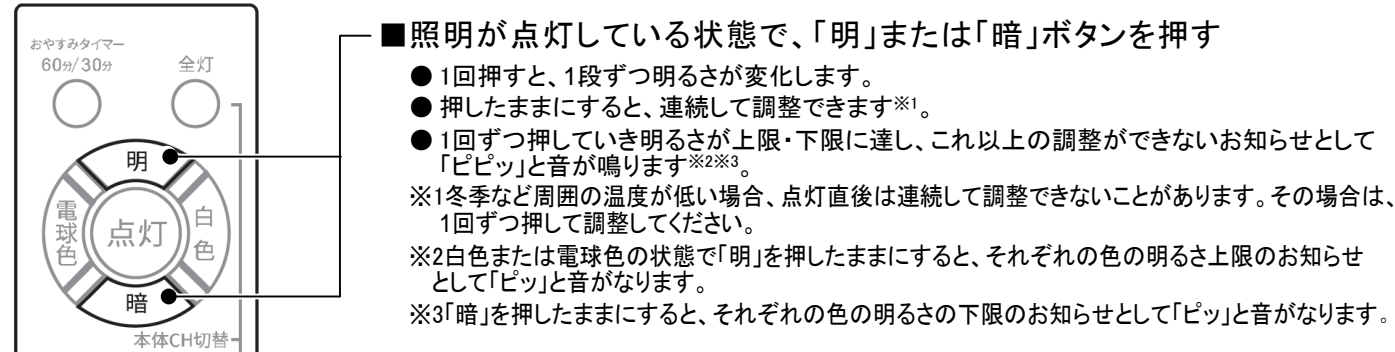 おやすみタイマー
60分/30分
全灯
明
電球色
点灯
白色
暗
本体CH切替
■照明が点灯している状態で、「明」または「暗」ボタンを押す
● 1回押すと、1段ずつ明るさが変化します。
● 押したままにすると、連続して調整できます※1。
● 1回ずつ押していき明るさが上限・下限に達し、これ以上の調整ができないお知らせとして
「ピピッ」と音が鳴ります※2※3。
※1冬季など周囲の温度が低い場合、点灯直後は連続して調整できないことがあります。その場合は、
1回ずつ押して調整してください。
※2白色または電球色の状態で「明」を押したままにすると、それぞれの色の明るさ上限のお知らせ
として「ピッ」と音がなります。
※3「暗」を押したままにすると、それぞれの色の明るさの下限のお知らせとして「ピッ」と音がなります。